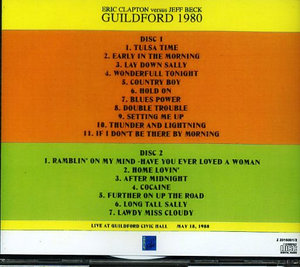 ERIC CLAPTON versus JEFF BECK
GUILDFORD 1980
DISC 1
1. TULSA TIME
2. EARLY IN THE MORNING
3. LAY DOWN SALLY
4. WONDERFULL TONIGHT
5. COUNTRY BOY
6. HOLD ON
7. BLUES POWER
8. DOUBLE TROUBLE
9. SETTING ME UP
10. THUNDER AND LIGHTNING
11. IF I DON'T BE THERE BY MORNING
DISC 2
1. RAMBLIN' ON MY MIND - HAVE YOU EVER LOVED A WOMAN
2. HOME LOVIN'
3. AFTER MIDNIGHT
4. COCAINE
5. FURTHER ON UP THE ROAD
6. LONG TALL SALLY
7. LAWDY MISS CLOUDY
LIVE AT GUILDFORD CIVIC HALL MAY 18, 1980